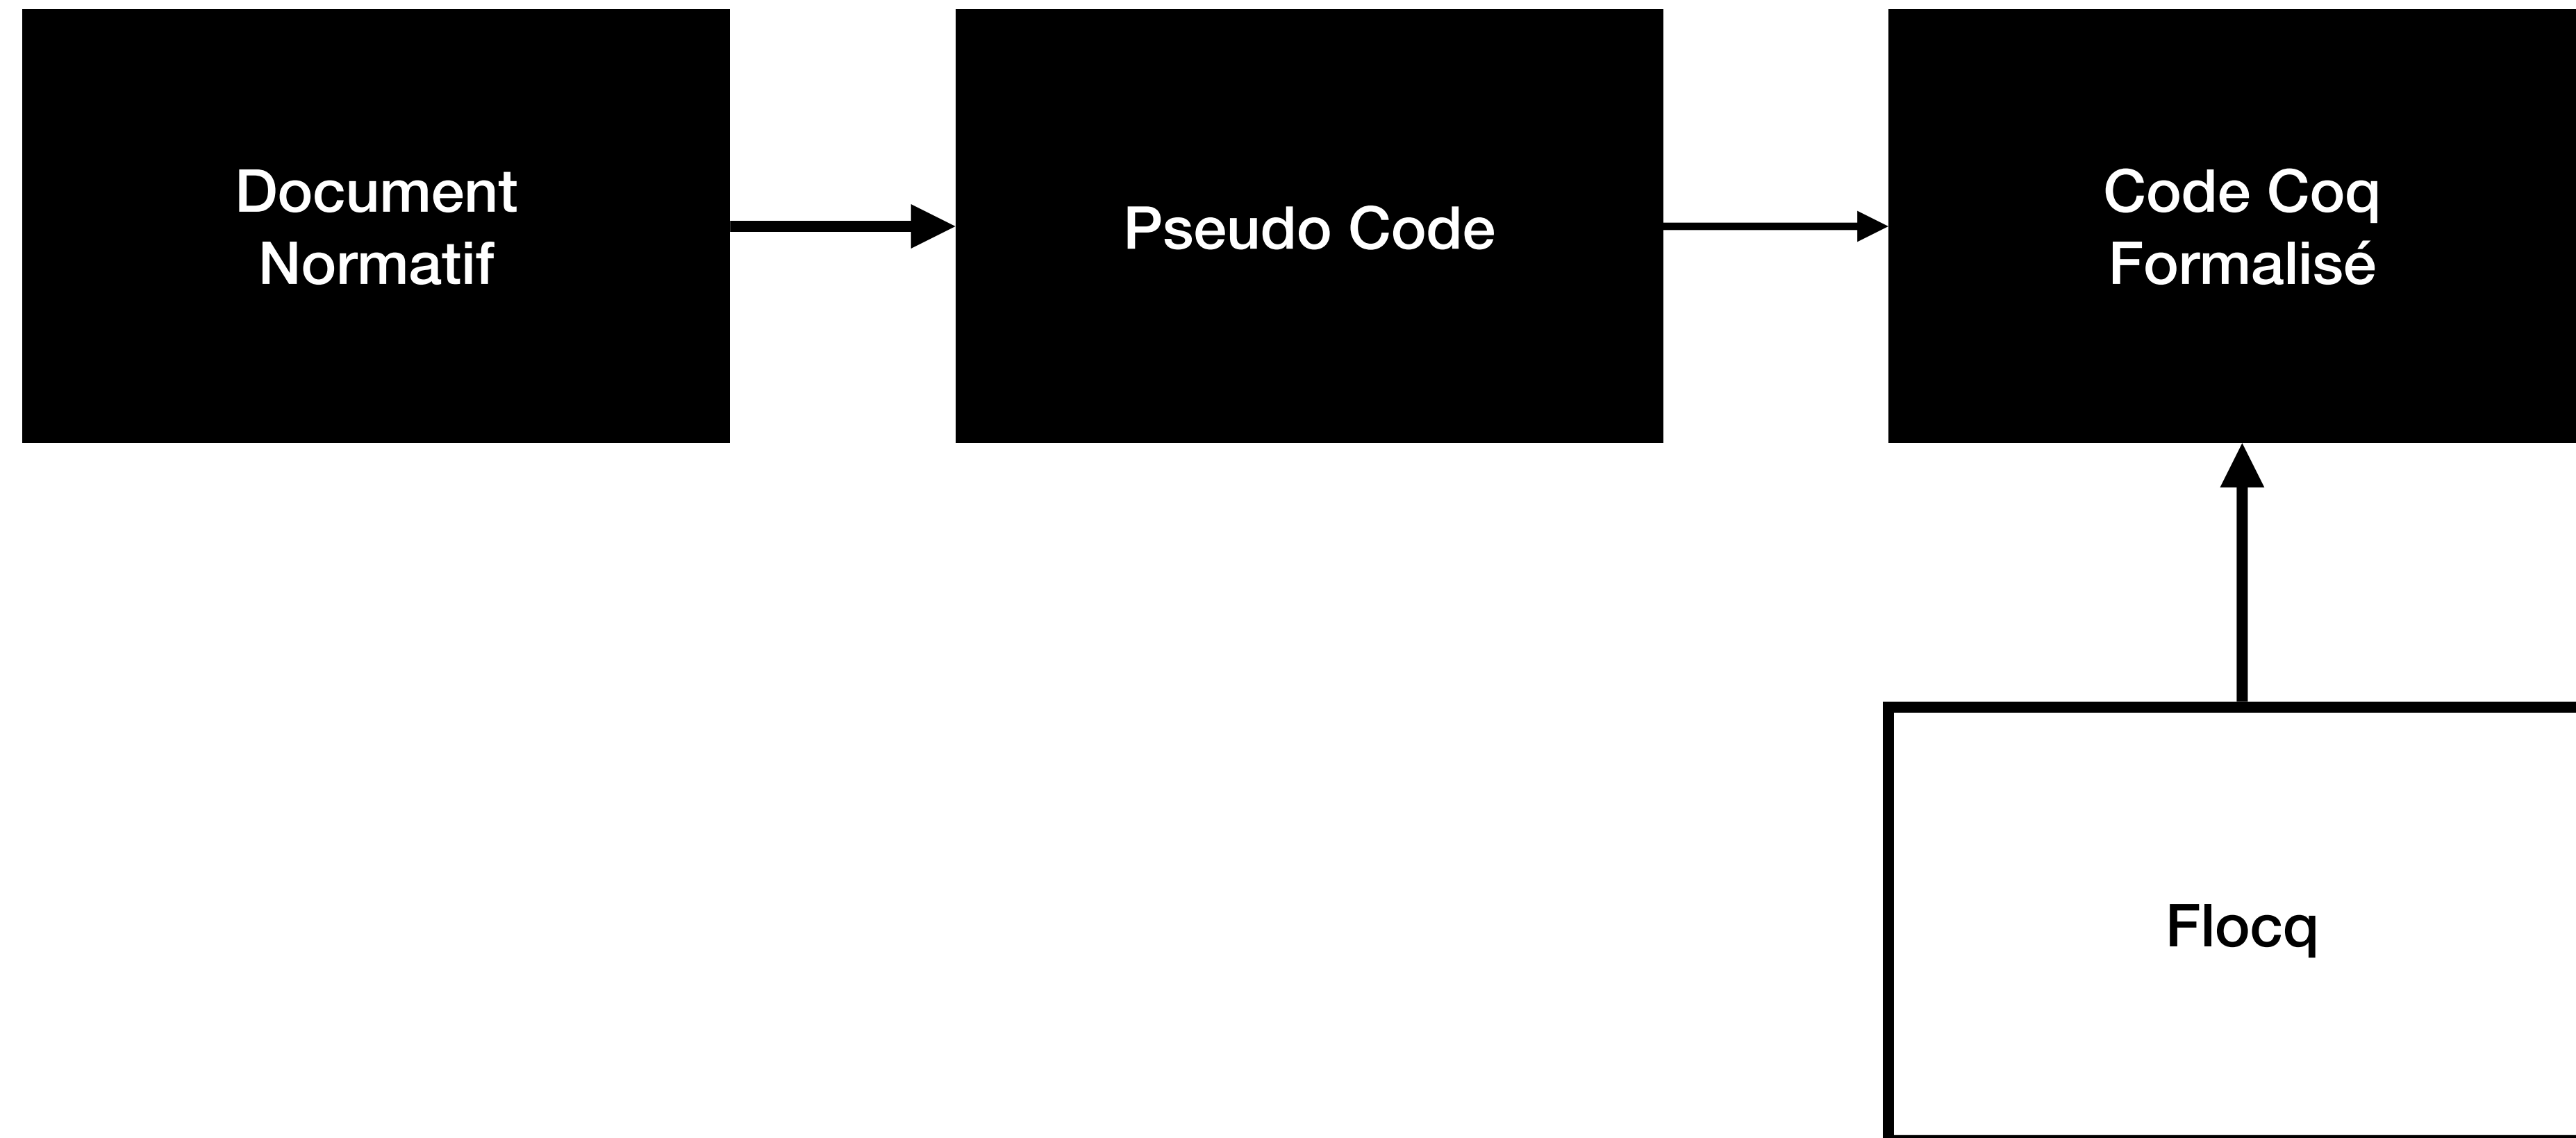 Document
Normatif
Pseudo Code
Code Coq
Formalisé
Flocq